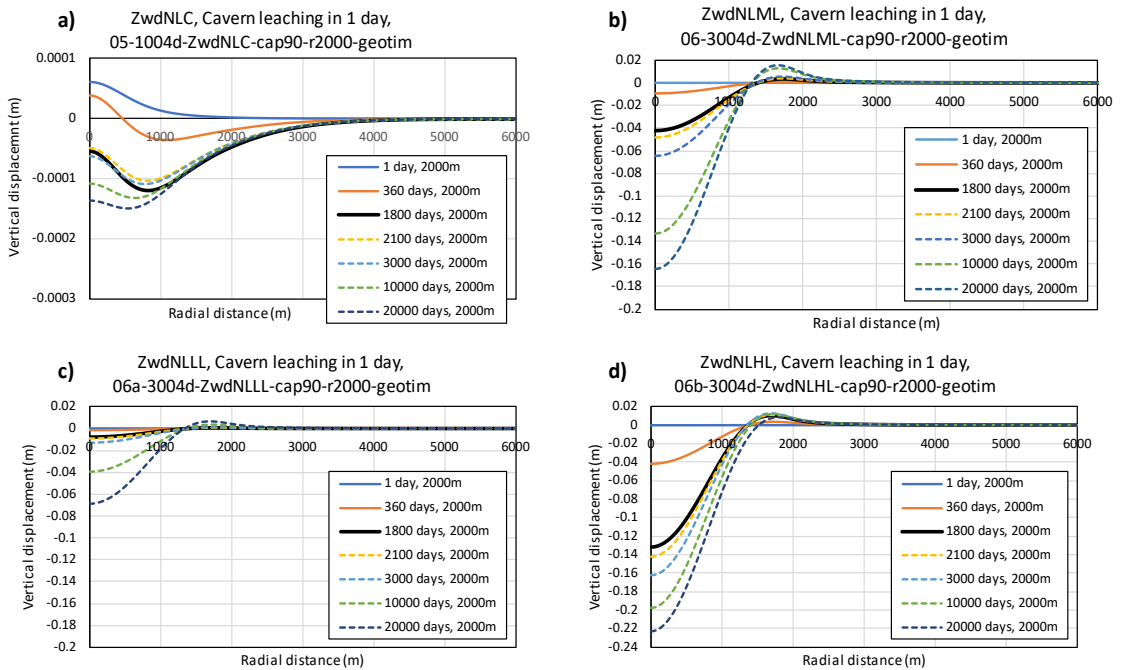 a)
ZwdNLC, Cavern leaching in 1 day,
05-1004d-ZwdNLC-cap90-r2000-geotim
0.0001
0
-0.0001
-0.0002
-0.0003
0
1000
2000
3000
4000
5000
6000
Vertical displacemnt (m)
Radial distance (m)
1 day, 2000m
360 days, 2000m
1800 days, 2000m
2100 days, 2000m
3000 days, 2000m
10000 days, 2000m
20000 days, 2000m
b)
ZwdNLML, Cavern leaching in 1 day,
06-3004d-ZwdNLML-cap90-r2000-geotim
0.02
0
-0.02
-0.04
-0.06
-0.08
-0.1
-0.12
-0.14
-0.16
-0.18
-0.2
0
1000
2000
3000
4000
5000
6000
Vertical displacement (m)
Radial distance (m)
1 day, 2000m
360 days, 2000m
1800 days, 2000m
2100 days, 2000m
3000 days, 2000m
10000 days, 2000m
20000 days, 2000m
c)
ZwdNLLL, Cavern leaching in 1 day,
06a-3004d-ZwdNLLL-cap90-r2000-geotim
0.02
0
-0.02
-0.04
-0.06
-0.08
-0.1
-0.12
-0.14
-0.16
-0.18
-0.2
0
1000
2000
3000
4000
5000
6000
Vertical displacement (m)
Radial distance (m)
1 day, 2000m
360 days, 2000m
1800 days, 2000m
2100 days, 2000m
3000 days, 2000m
10000 days, 2000m
20000 days, 2000m
d)
ZwdNLHL, Cavern leaching in 1 day,
06b-3004d-ZwdNLHL-cap90-r2000-geotim
0.02
0
-0.02
-0.04
-0.06
-0.08
-0.1
-0.12
-0.14
-0.16
-0.18
-0.2
-0.22
-0.24
0
1000
2000
3000
4000
5000
6000
Vertical displacement (m)
Radial distance (m)
1 day, 2000m
360 days, 2000m
1800 days, 2000m
2100 days, 2000m
3000 days, 2000m
10000 days, 2000m
20000 days, 2000m